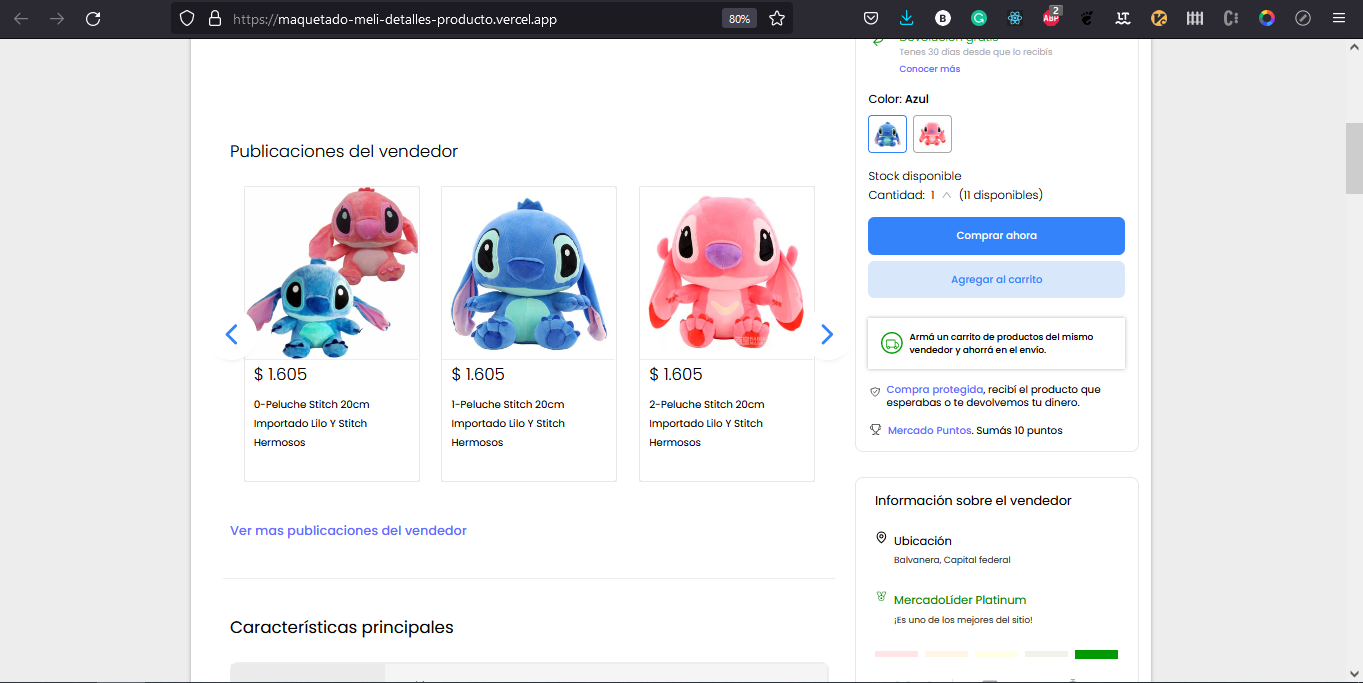 https://maquetado-meli-detalles-producto.vercel.app
80%
B
ABP
2
Devolución gratis
Tenes 30 días desde que lo recibís
Conocer más
Color: Azul
Stock disponible
Cantidad: 1 (11 disponibles)
Comprar ahora
Agregar al carrito
Armá un carrito de productos del mismo
vendedor y ahorrá en el envío.
Compra protegida, recibí el producto que
esperabas o te devolvemos tu dinero.
Mercado Puntos. Sumás 10 puntos
Publicaciones del vendedor
$ 1.605
0-Peluche Stitch 20cm
Importado Lilo Y Stitch
Hermosos
$ 1.605
1-Peluche Stitch 20cm
Importado Lilo Y Stitch
Hermosos
$ 1.605
2-Peluche Stitch 20cm
Importado Lilo Y Stitch
Hermosos
Ver mas publicaciones del vendedor
Características principales
Información sobre el vendedor
Ubicación
Balvanera, Capital federal
MercadoLíder Platinum
¡Es uno de los mejores del sitio!